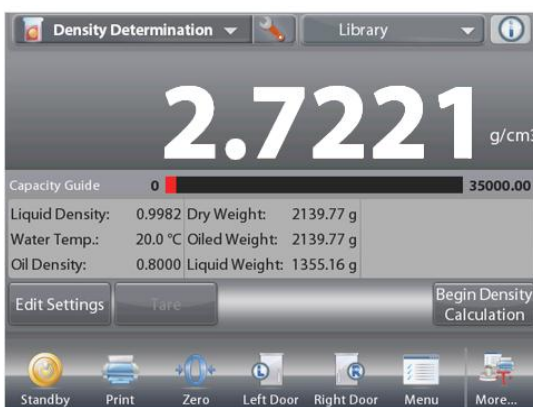 Density Determination Library
2.7221 g/cm3
Capacity Guide 0 35000.00
Liquid Density: 0.9982 Dry Weight: 2139.77 g
Water Temp.: 20.0 °C Oiled Weight: 2139.77 g
Oil Density: 0.8000 Liquid Weight: 1355.16 g
Edit Settings Tare Begin Density
Calculation
L R T
Standby Print Zero Left Door Right Door Menu More...